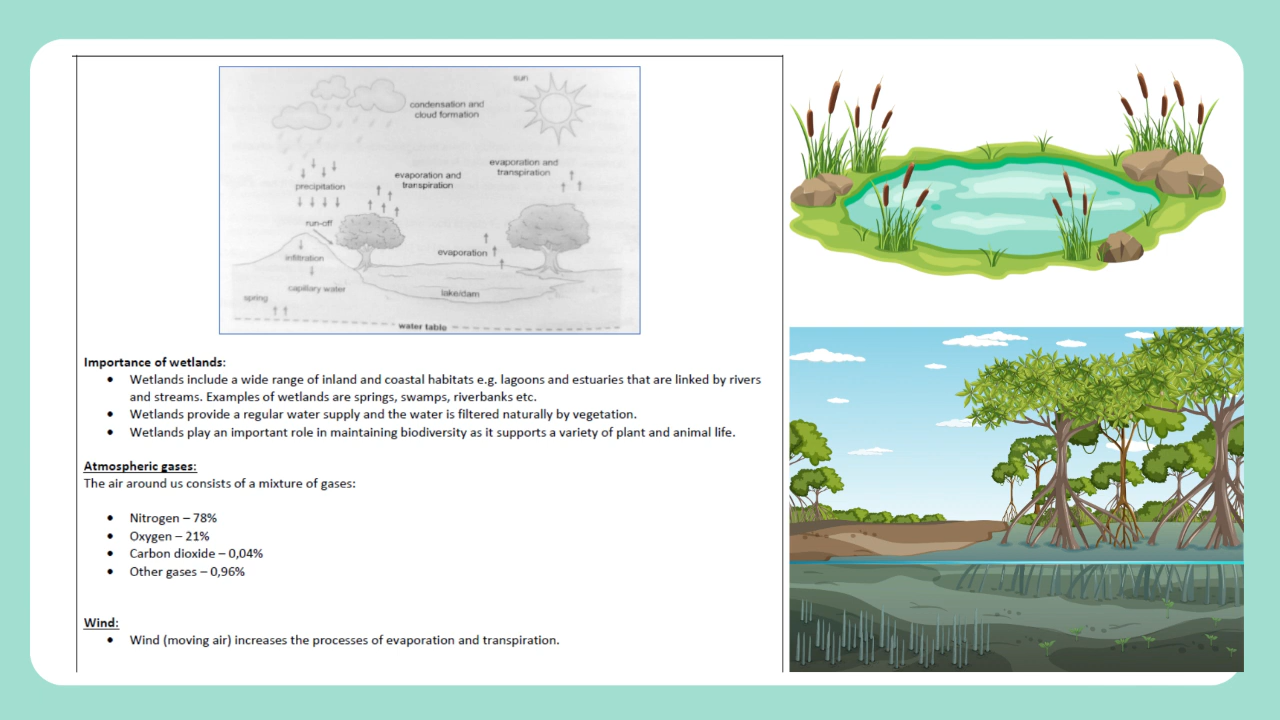 sun
condensation and
cloud formation
evaporation and
transpiration
evaporation and
transpiration
precipitation
run-off
evaporation
infiltration
capillary water
lake/dam
spring
water table
Importance of wetlands:
• Wetlands include a wide range of inland and coastal habitats e.g. lagoons and estuaries that are linked by rivers
and streams. Examples of wetlands are springs, swamps, riverbanks etc.
• Wetlands provide a regular water supply and the water is filtered naturally by vegetation.
• Wetlands play an important role in maintaining biodiversity as it supports a variety of plant and animal life.
Atmospheric gases:
The air around us consists of a mixture of gases:
• Nitrogen – 78%
• Oxygen – 21%
• Carbon dioxide – 0,04%
• Other gases – 0,96%
Wind:
• Wind (moving air) increases the processes of evaporation and transpiration.